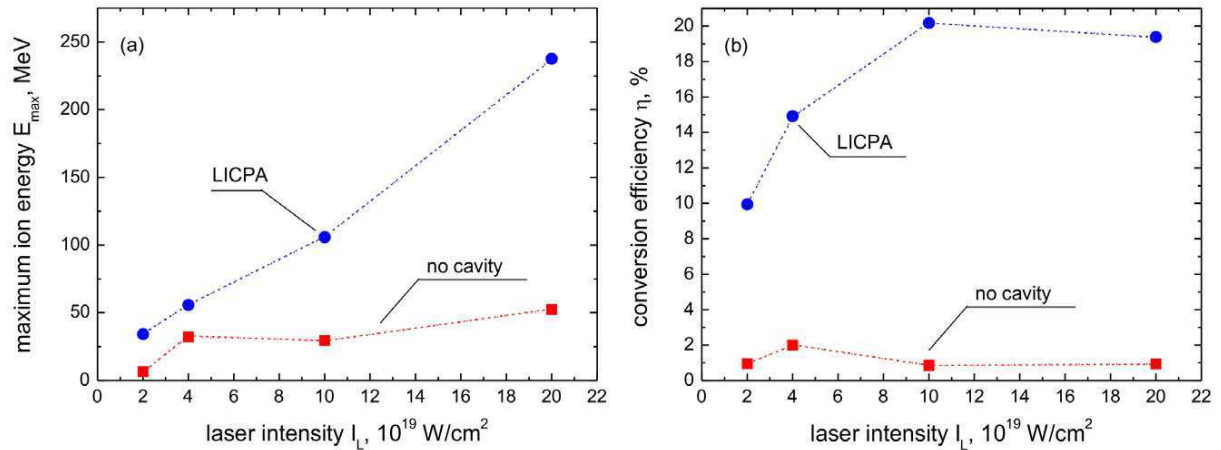 (a)
250
200
150
100
50
0
maximum ion energy E_max, MeV
LICPA
no cavity
0 2 4 6 8 10 12 14 16 18 20 22
laser intensity I_L, 10^19 W/cm^2
(b)
20
18
16
14
12
10
8
6
4
2
0
conversion efficiency η, %
LICPA
no cavity
0 2 4 6 8 10 12 14 16 18 20 22
laser intensity I_L, 10^19 W/cm^2